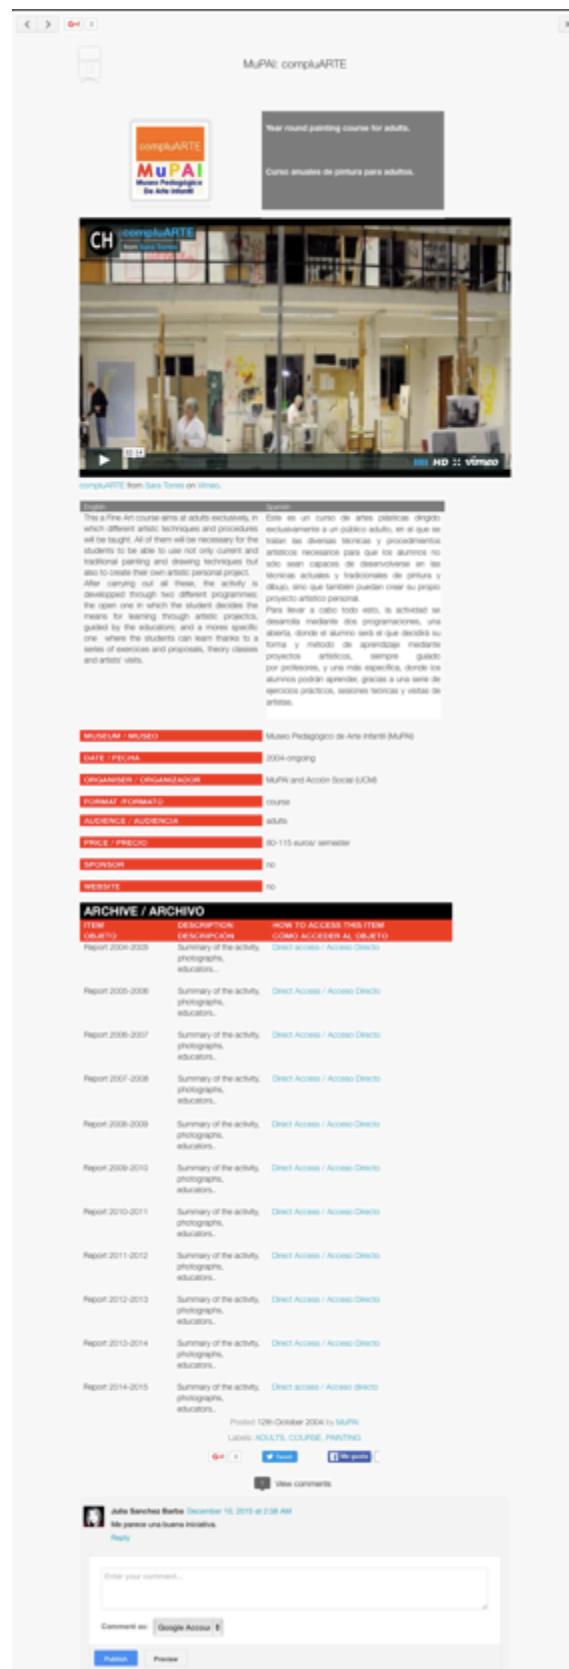 G+1 0
MuPAI: compluARTE
compluARTE
MuPAI
Museo Pedagógico
De Arte Infantil
Year round painting course for adults.
Curso anuales de pintura para adultos.
CH compluARTE
from Sara Torres
02:14
HD :: vimeo
compluARTE from Sara Torres on Vimeo.
English Spanish
This a Fine Art course aims at adults exclusively, in
which different artistic techniques and procedures
will be taught. All of them will be necessary for the
students to be able to use not only current and
traditional painting and drawing techniques but
also to create their own artistic personal project.
After carrying out all these, the activity is
developped through two different programmes:
the open one in which the student decides the
means for learning through artistic projects,
guided by the educators; and a mores specific
one where the students can learn thanks to a
series of exercices and proposals, theory classes
and artists' visits.
Este es un curso de artes plásticas dirigido
exclusivamente a un público adulto, en el que se
tratan las diversas técnicas y procedimientos
artísticos necesarios para que los alumnos no
sólo sean capaces de desenvolverse en las
técnicas actuales y tradicionales de pintura y
dibujo, sino que también puedan crear su propio
proyecto artístico personal.
Para llevar a cabo todo esto, la actividad se
desarrolla mediante dos programaciones, una
abierta, donde el alumno será el que decidirá su
forma y método de aprendizaje mediante
proyectos artísticos, siempre guiado
por profesores, y una más específica, donde los
alumnos podrán aprender, gracias a una serie de
ejercicios prácticos, sesiones teóricas y visitas de
artistas.
MUSEUM / MUSEO Museo Pedagógico de Arte Infantil (MuPAI)
DATE / FECHA 2004-ongoing
ORGANISER / ORGANIZADOR MuPAI and Acción Social (UCM)
FORMAT /FORMATO course
AUDIENCE / AUDIENCIA adults
PRICE / PRECIO 80-115 euros/ semester
SPONSOR no
WEBSITE no
ARCHIVE / ARCHIVO
ITEM DESCRIPTION HOW TO ACCESS THIS ITEM
OBJETO DESCRIPCIÓN CÓMO ACCEDER AL OBJETO
Report 2004-2005 Summary of the activity, Direct access / Acceso Directo
photographs,
educators...
Report 2005-2006 Summary of the activity, Direct Access / Acceso Directo
photographs,
educators..
Report 2006-2007 Summary of the activity, Direct Access / Acceso Directo
photographs,
educators..
Report 2007-2008 Summary of the activity, Direct Access / Acceso Directo
photographs,
educators..
Report 2008-2009 Summary of the activity, Direct Access / Acceso Directo
photographs,
educators..
Report 2009-2010 Summary of the activity, Direct Access / Acceso Directo
photographs,
educators..
Report 2010-2011 Summary of the activity, Direct Access / Acceso Directo
photographs,
educators..
Report 2011-2012 Summary of the activity, Direct Access / Acceso Directo
photographs,
educators..
Report 2012-2013 Summary of the activity, Direct Access / Acceso Directo
photographs,
educators..
Report 2013-2014 Summary of the activity, Direct Access / Acceso Directo
photographs,
educators..
Report 2014-2015 Summary of the activity, Direct access / Acceso directo
photographs,
educators..
Posted 12th October 2004 by MuPAI
Labels: ADULTS, COURSE, PAINTING
G+1 0 Tweet Me gusta
1 View comments
Julia Sanchez Barba December 10, 2015 at 2:38 AM
Me parece una buena iniciativa.
Reply
Enter your comment...
Comment as: Google Accour
Publish Preview